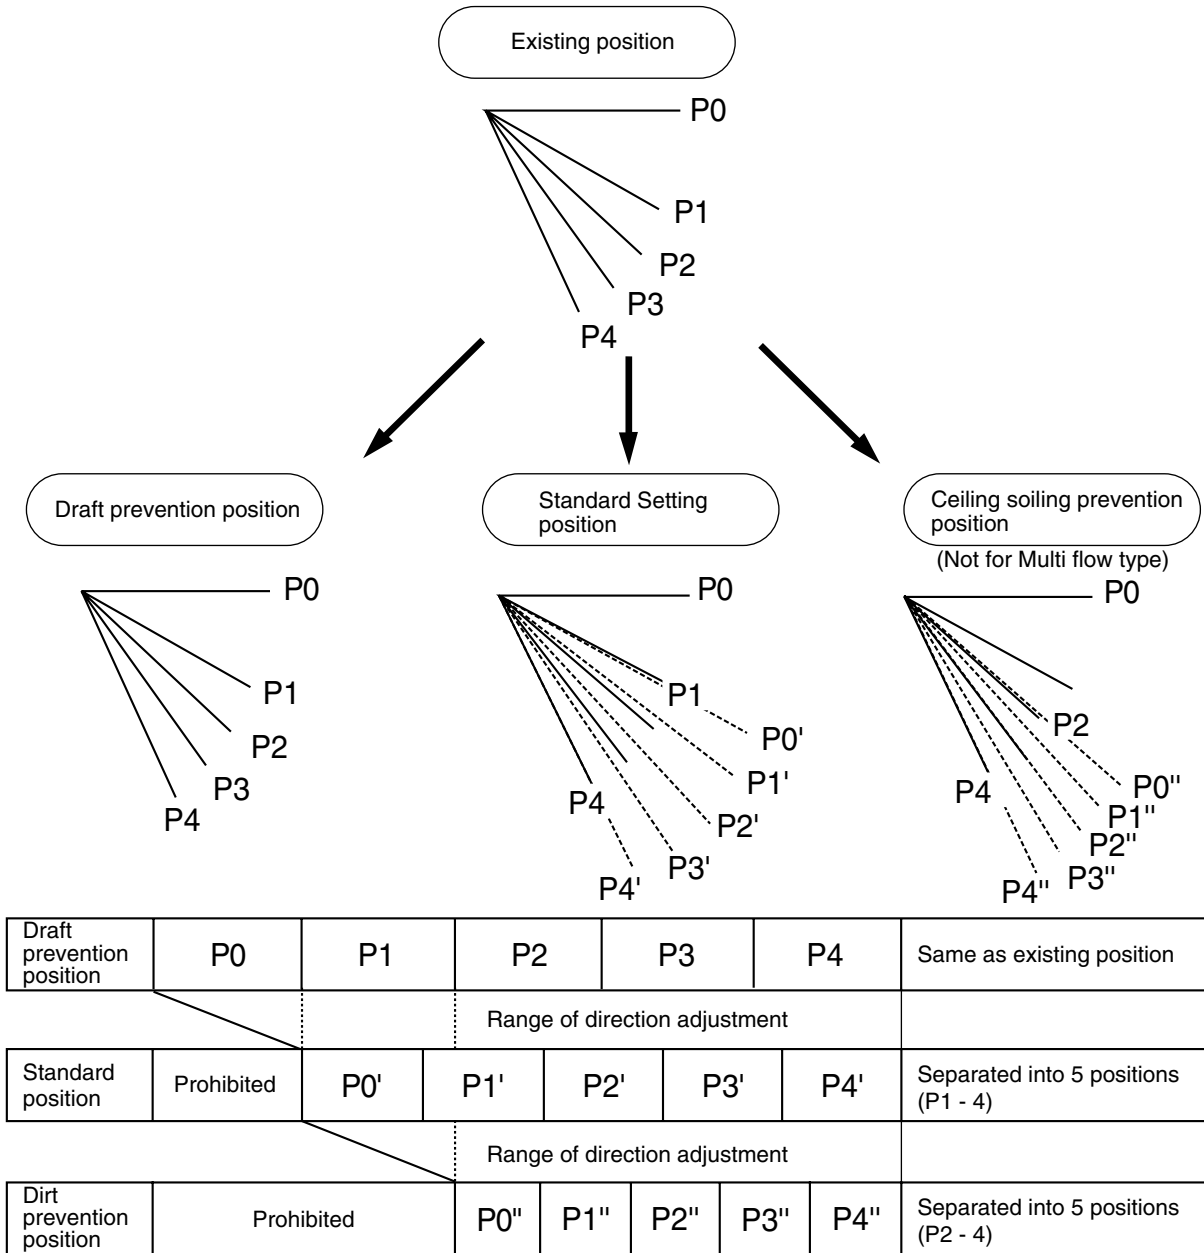 Existing position
P0
P1
P2
P3
P4
Draft prevention position
Standard Setting
position
Ceiling soiling prevention
position
(Not for Multi flow type)
P0
P1
P2
P3
P4
P0
P1
P0'
P1'
P2'
P3'
P4
P4'
P0
P2
P0"
P1"
P2"
P3"
P4
P4"
Draft
prevention
position
P0
P1
P2
P3
P4
Same as existing position
Range of direction adjustment
Standard
position
Prohibited
P0'
P1'
P2'
P3'
P4'
Separated into 5 positions
(P1 - 4)
Range of direction adjustment
Dirt
prevention
position
Prohibited
P0"
P1"
P2"
P3"
P4"
Separated into 5 positions
(P2 - 4)